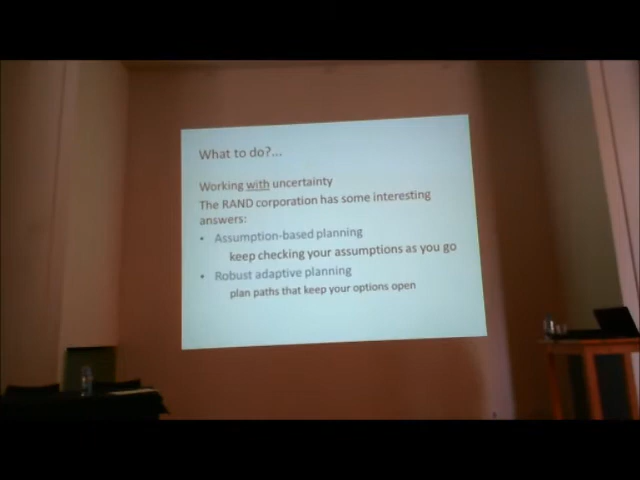 What to do?...
Working with uncertainty
The RAND corporation has some interesting
answers:
• Assumption-based planning
keep checking your assumptions as you go
• Robust adaptive planning
plan paths that keep your options open